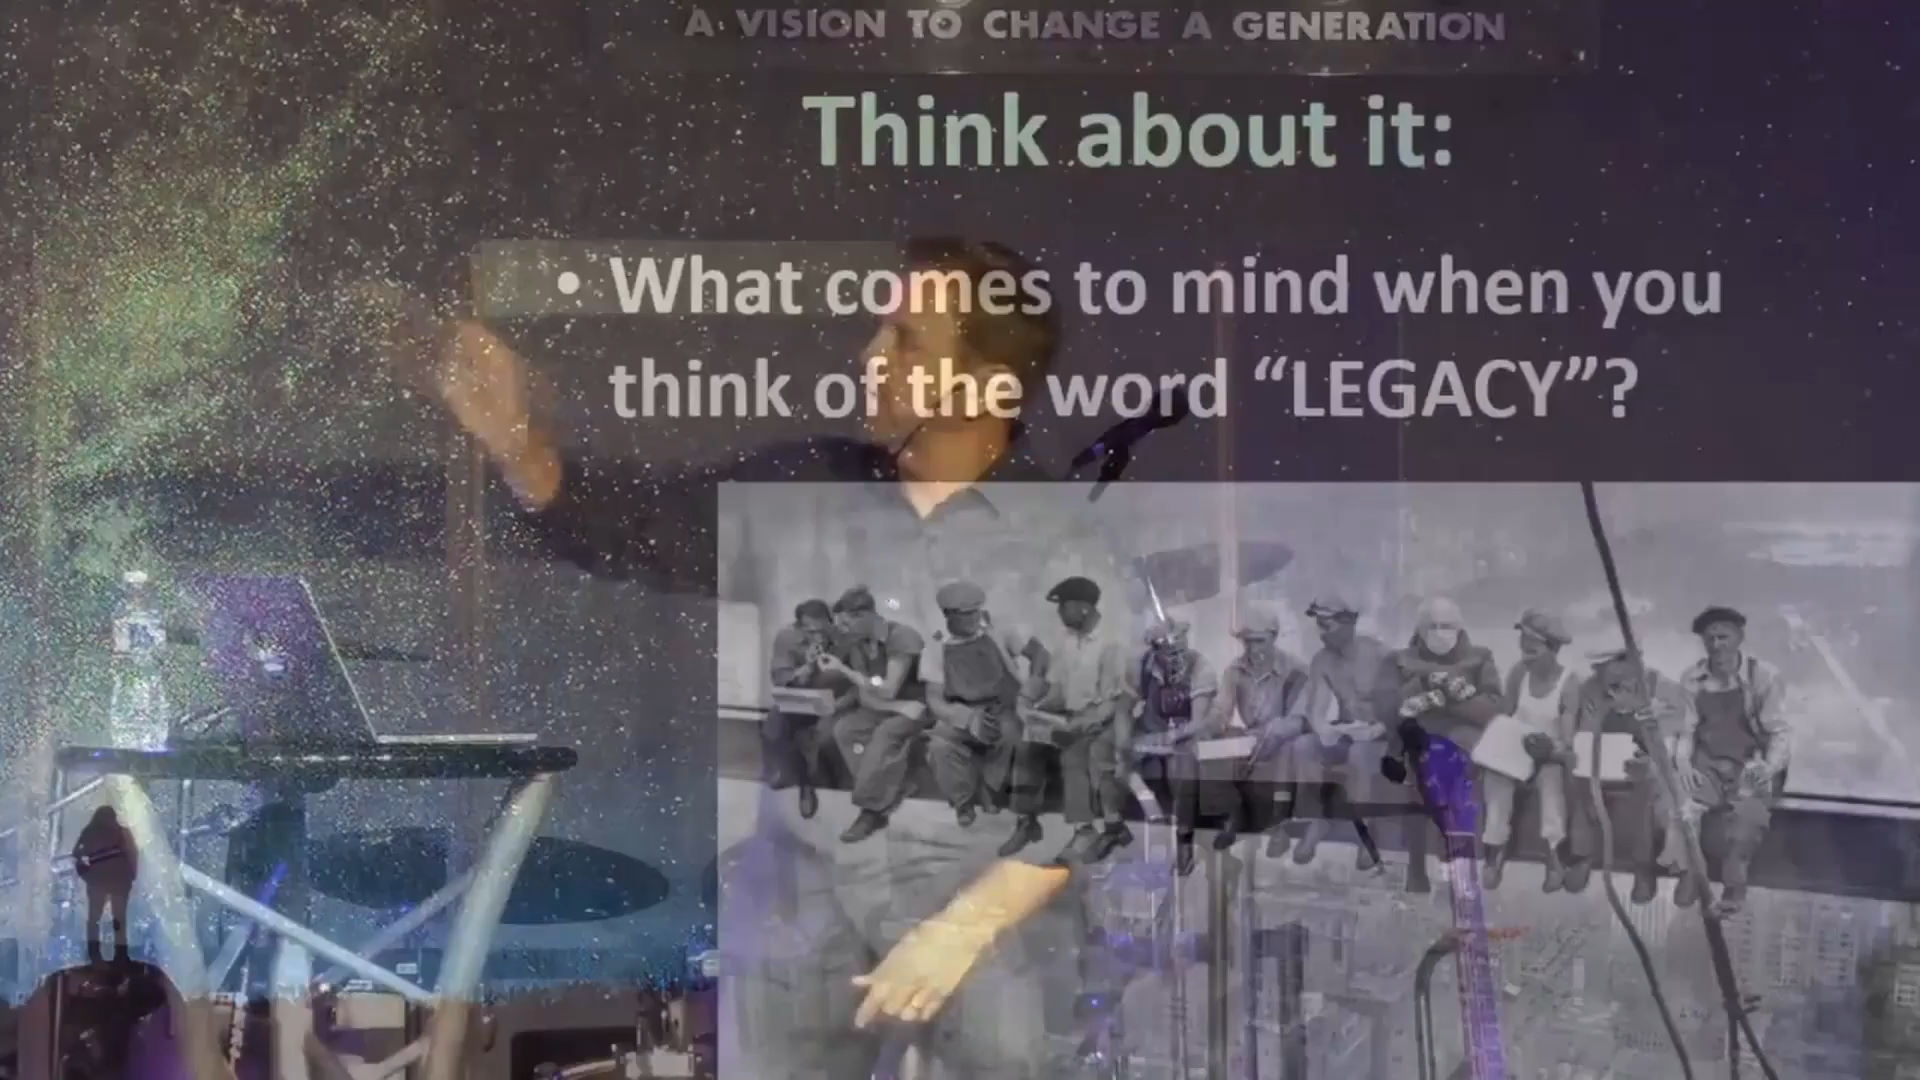 A VISION TO CHANGE A GENERATION
Think about it:
• What comes to mind when you
think of the word “LEGACY”?